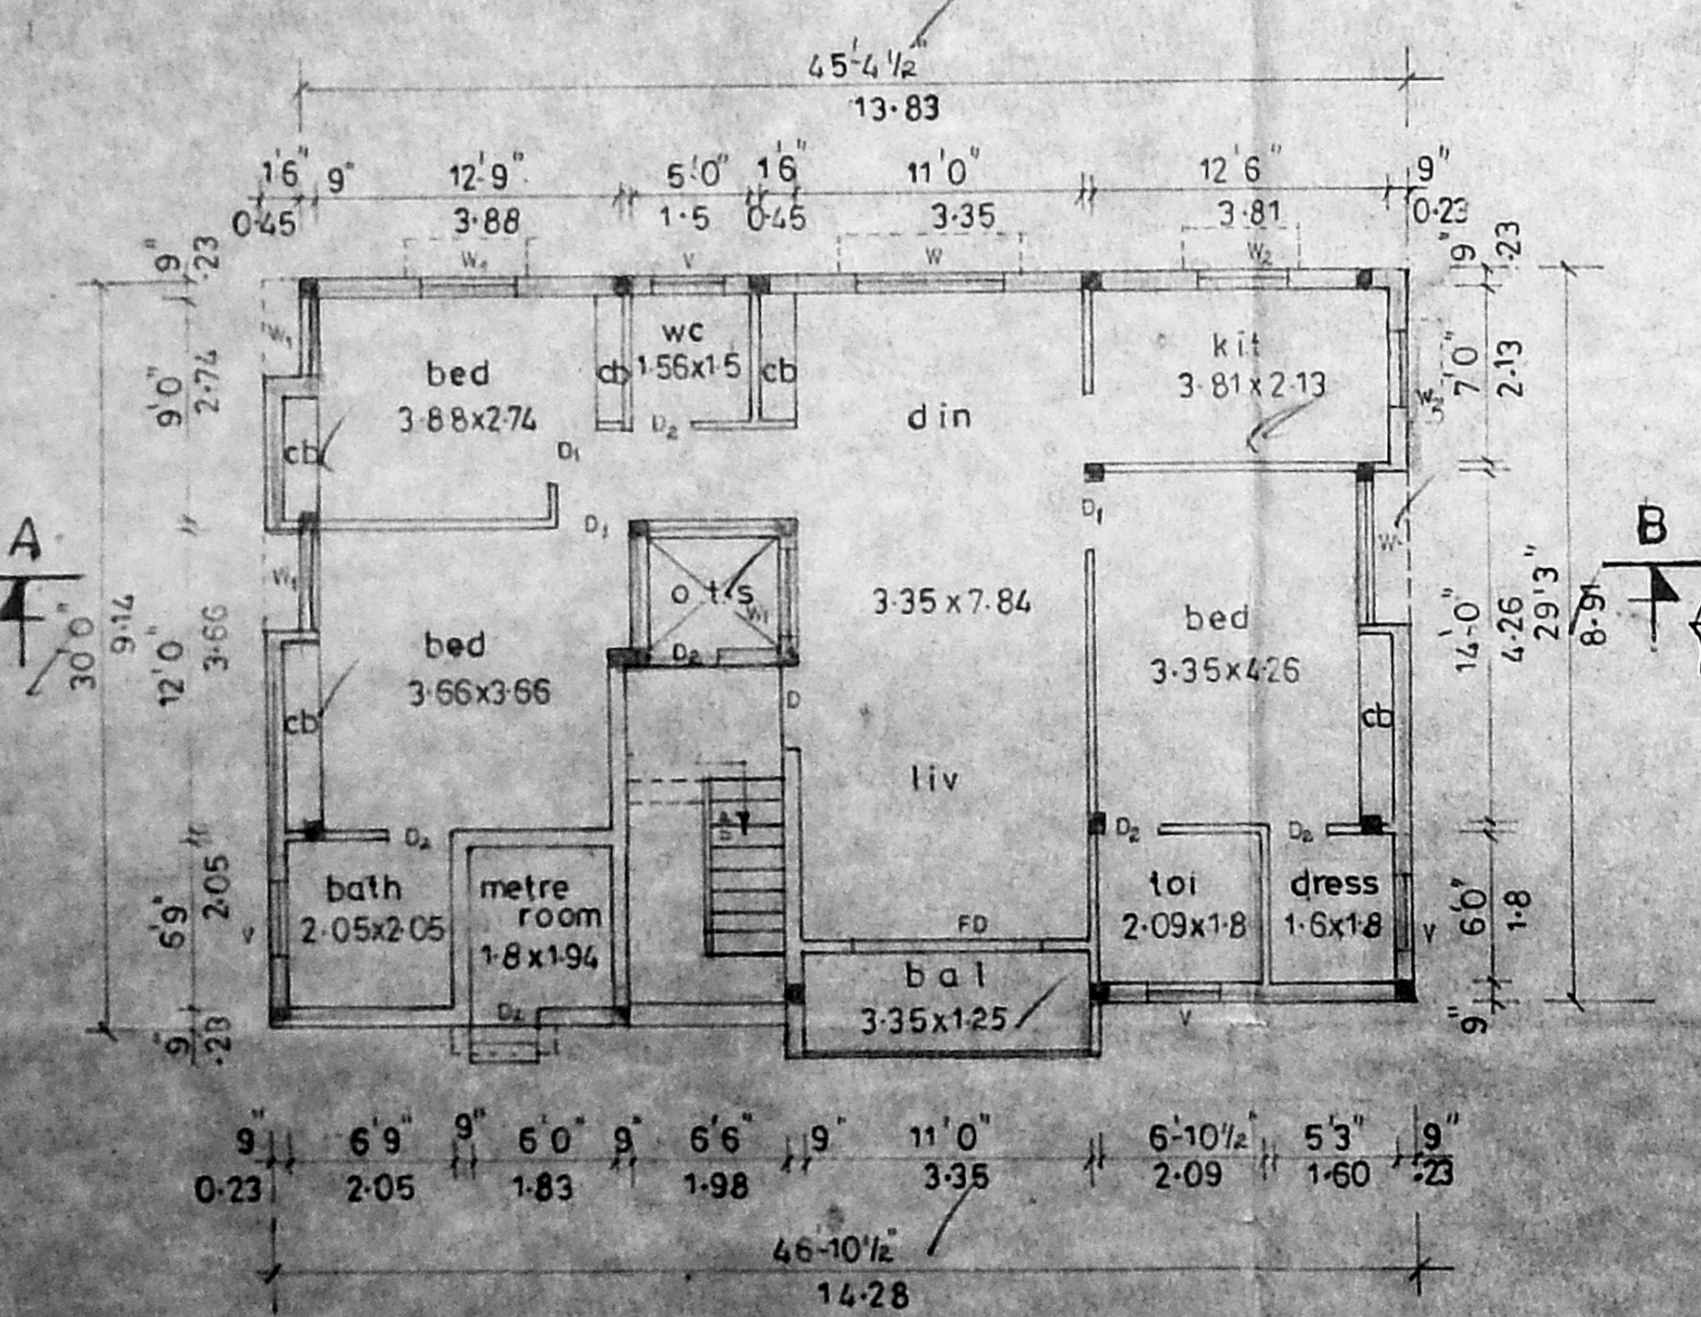 45'-4½"
13.83
1'6" 9" 12'-9" 5'-0" 1'6" 11'0" 12'6" 9"
0.45 3.88 1.5 0.45 3.35 3.81 0.23
9" .23
9" .23
W1 V W W2
W1
wc
1.56x1.5
kit
3.81x2.13
bed
3.88x2.74
cb
cb
din
9'0" 2.74
7'0" 2.13
D2
D1
cb
D1
D1
A
B
W1
o t s
W1
W
3.35x7.84
bed
3.35x4.26
bed
3.66x3.66
D2
D
cb
cb
30'0" 9.14
12'0" 3.66
14'-0" 4.26
29'3" 8.91
liv
D2
D2
D2
bath
2.05x2.05
metre
room
1.8x1.94
toi
2.09x1.8
dress
1.6x1.8
FD
bal
3.35x1.25
V
V
V
D2
6'9" 2.05
6'0" 1.8
9" .23
9"
9" 6'9" 9" 6'0" 9" 6'6" 9" 11'0" 6'-10½" 5'3" 9"
0.23 2.05 1.83 1.98 3.35 2.09 1.60 .23
46'-10½"
14.28